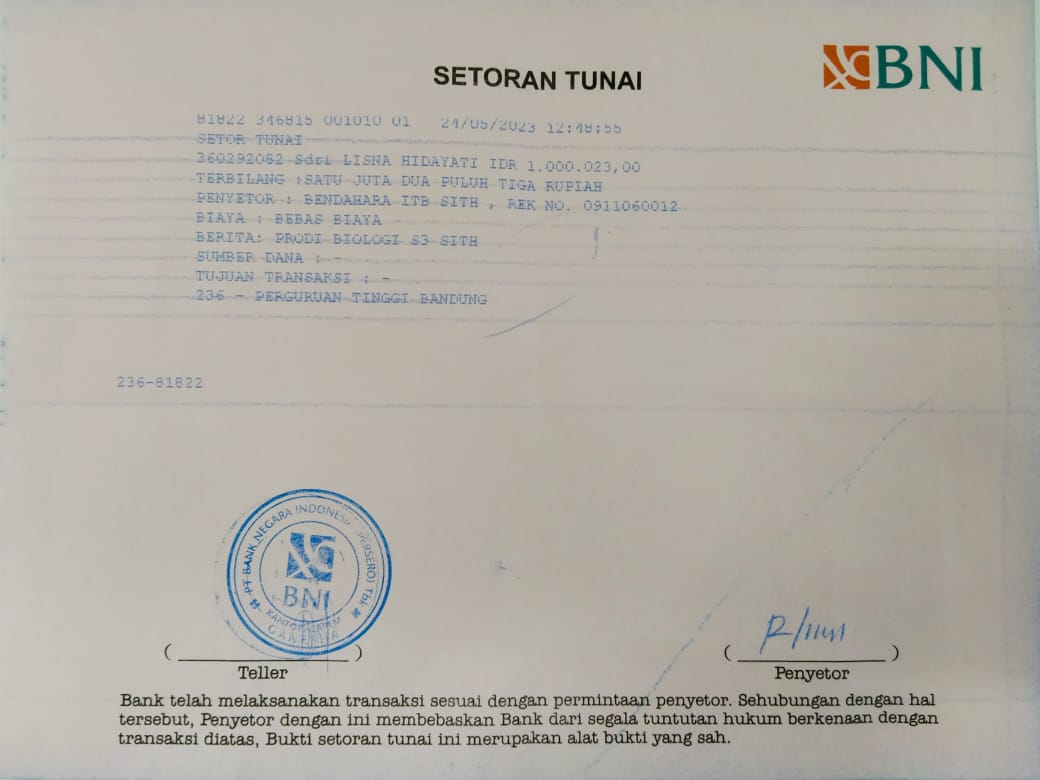 BNI
SETORAN TUNAI
81822 346815 001010 01 24/05/2023 12:48:55
SETOR TUNAI
360292082 Sdri LISNA HIDAYATI IDR 1.000.023,00
TERBILANG :SATU JUTA DUA PULUH TIGA RUPIAH
PENYETOR : BENDAHARA ITB SITH , REK NO. 0911060012
BIAYA : BEBAS BIAYA
BERITA: PRODI BIOLOGI S3 SITH
SUMBER DANA : -
TUJUAN TRANSAKSI : -
236 - PERGURUAN TINGGI BANDUNG
236-81822
PT BANK NEGARA INDONESIA (PERSERO) Tbk
BNI
KANTOR
( )
Teller
( )
Penyetor
Bank telah melaksanakan transaksi sesuai dengan permintaan penyetor. Sehubungan dengan hal
tersebut, Penyetor dengan ini membebaskan Bank dari segala tuntutan hukum berkenaan dengan
transaksi diatas, Bukti setoran tunai ini merupakan alat bukti yang sah.